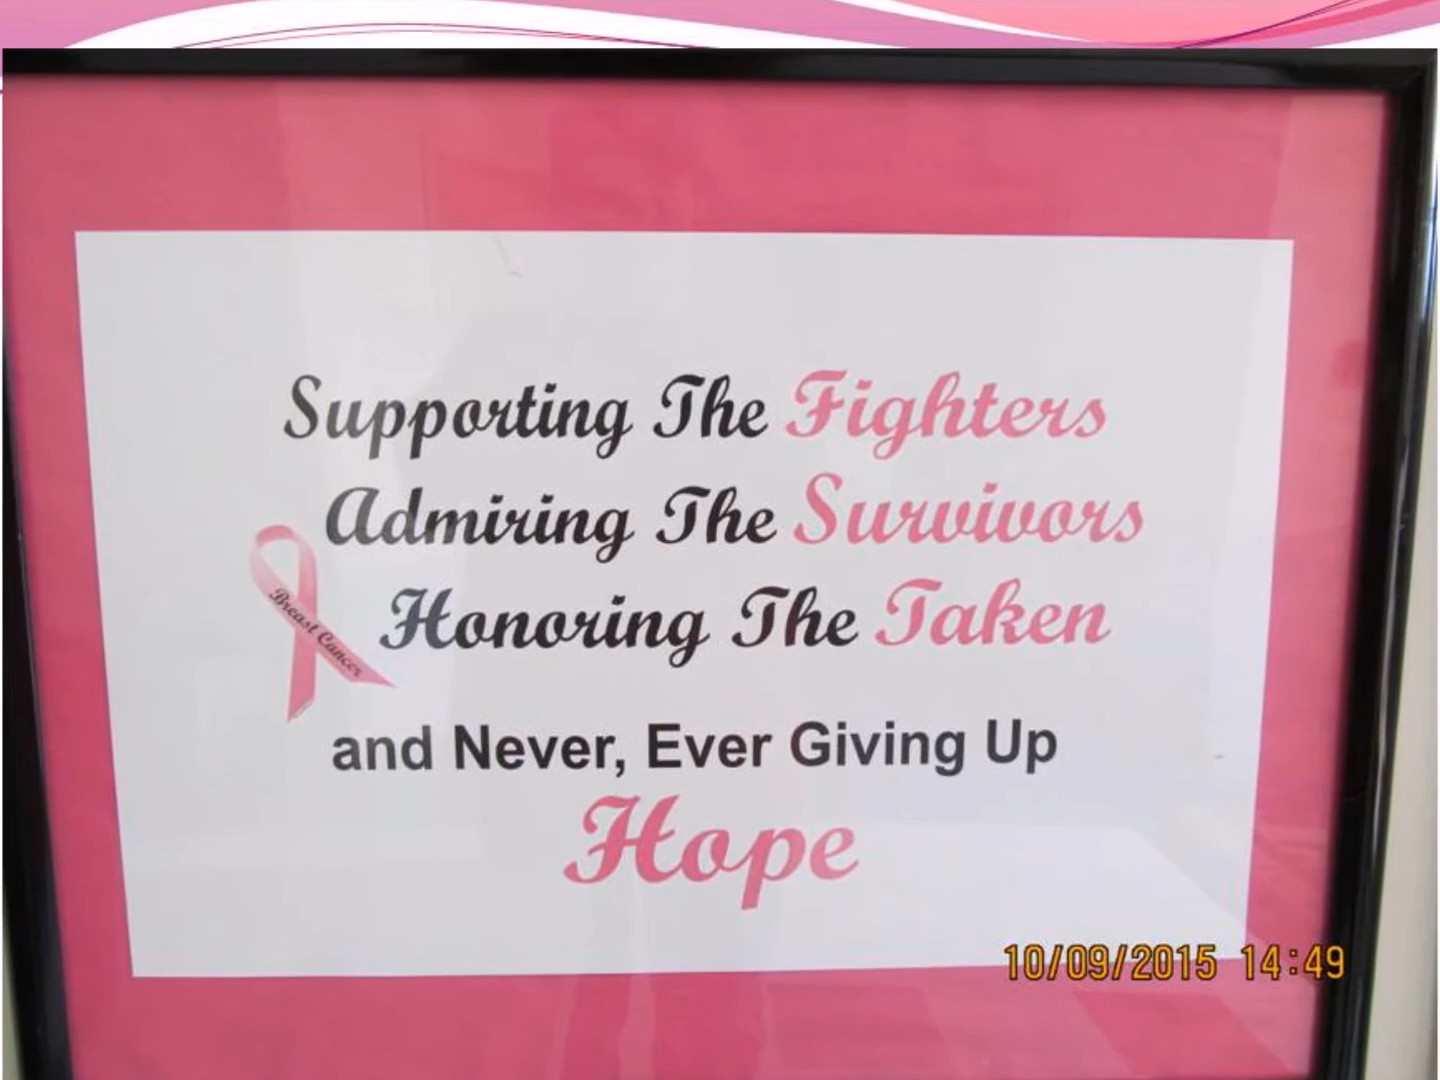 Supporting The Fighters
Admiring The Survivors
Honoring The Taken
Breast Cancer
and Never, Ever Giving Up
Hope
10/09/2015 14:49